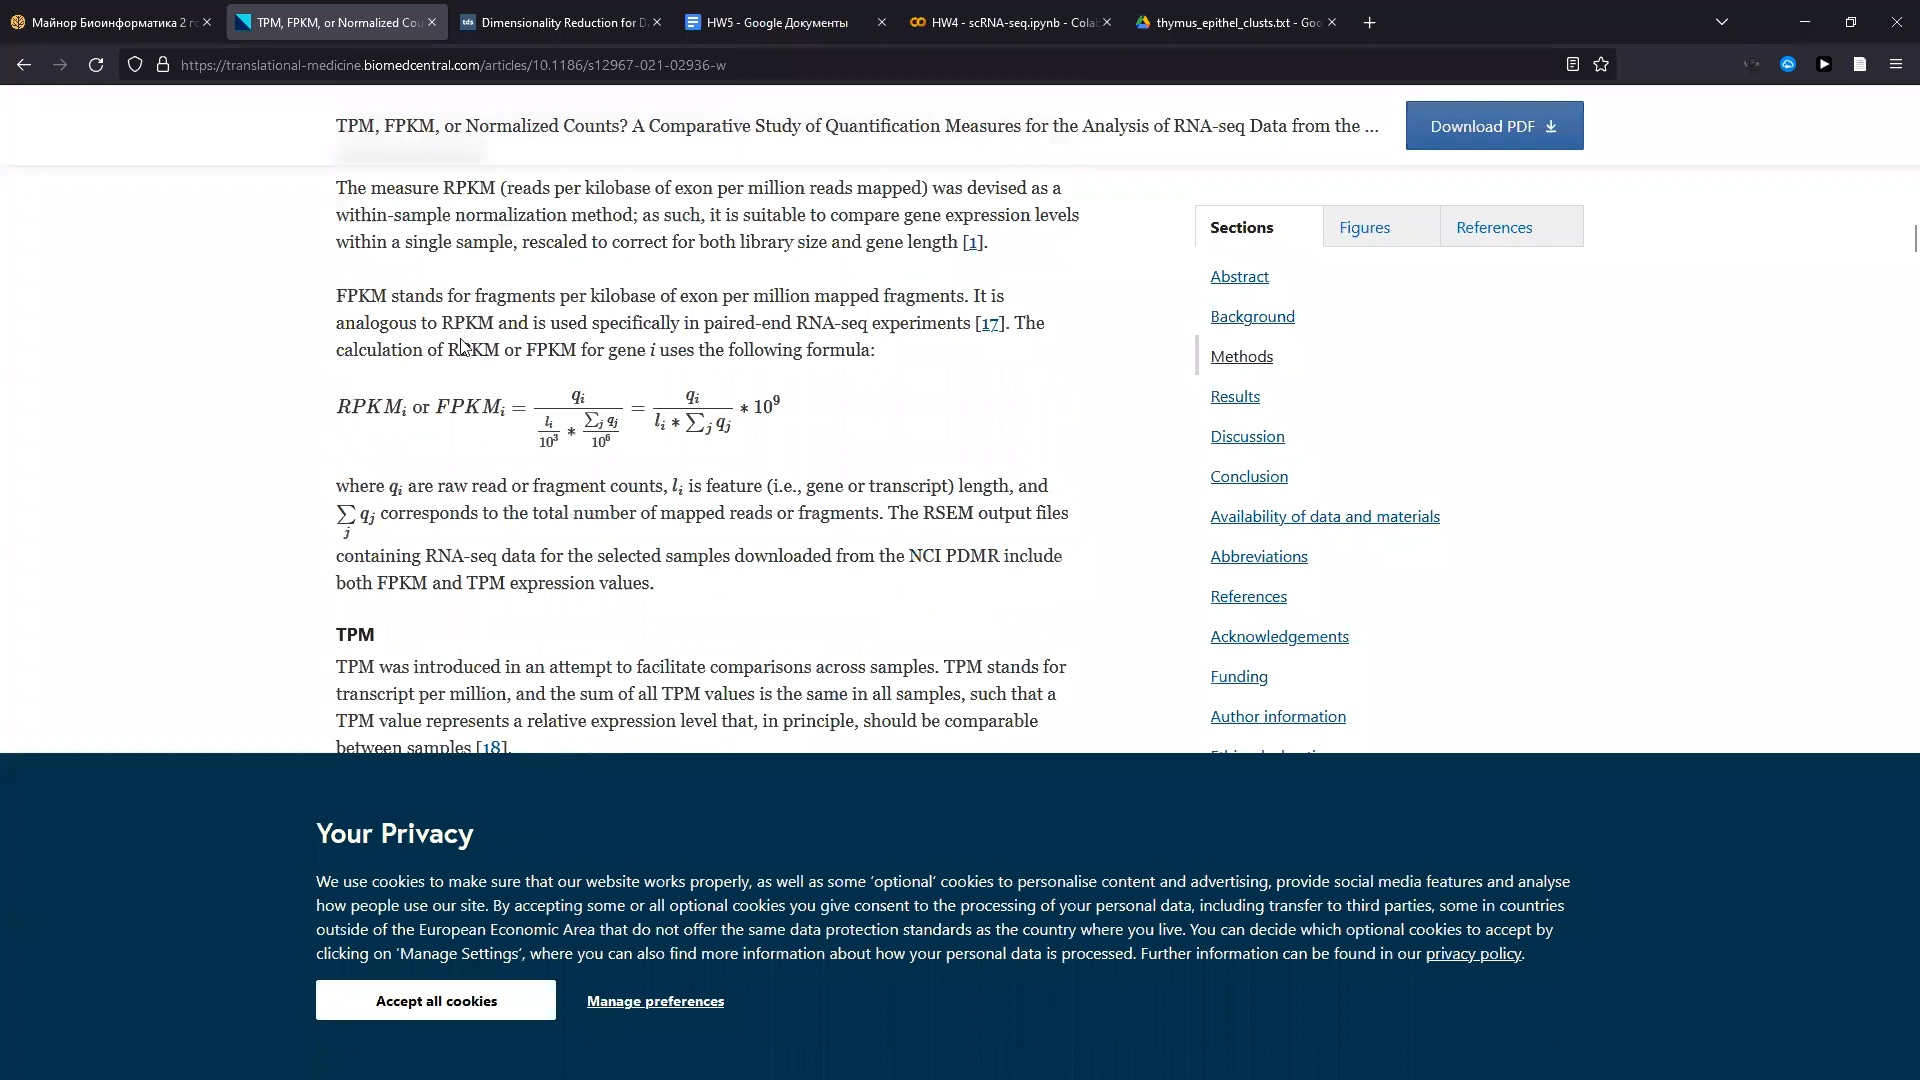 Майнор Биоинформатика 2 го
TPM, FPKM, or Normalized Cou
Dimensionality Reduction for D
HW5 - Google Документы
HW4 - scRNA-seq.ipynb - Colab
thymus_epithel_clusts.txt - Goo
https://translational-medicine.biomedcentral.com/articles/10.1186/s12967-021-02936-w
TPM, FPKM, or Normalized Counts? A Comparative Study of Quantification Measures for the Analysis of RNA-seq Data from the ...
Download PDF
The measure RPKM (reads per kilobase of exon per million reads mapped) was devised as a
within-sample normalization method; as such, it is suitable to compare gene expression levels
within a single sample, rescaled to correct for both library size and gene length [1].
FPKM stands for fragments per kilobase of exon per million mapped fragments. It is
analogous to RPKM and is used specifically in paired-end RNA-seq experiments [17]. The
calculation of RPKM or FPKM for gene i uses the following formula:
RPKM_i or FPKM_i = q_i / (l_i/10^3 * ∑_j q_j/10^6) = q_i / (l_i * ∑_j q_j) * 10^9
where q_i are raw read or fragment counts, l_i is feature (i.e., gene or transcript) length, and
∑_j q_j corresponds to the total number of mapped reads or fragments. The RSEM output files
containing RNA-seq data for the selected samples downloaded from the NCI PDMR include
both FPKM and TPM expression values.
TPM
TPM was introduced in an attempt to facilitate comparisons across samples. TPM stands for
transcript per million, and the sum of all TPM values is the same in all samples, such that a
TPM value represents a relative expression level that, in principle, should be comparable
between samples [18].
Sections
Figures
References
Abstract
Background
Methods
Results
Discussion
Conclusion
Availability of data and materials
Abbreviations
References
Acknowledgements
Funding
Author information
Your Privacy
We use cookies to make sure that our website works properly, as well as some ‘optional’ cookies to personalise content and advertising, provide social media features and analyse
how people use our site. By accepting some or all optional cookies you give consent to the processing of your personal data, including transfer to third parties, some in countries
outside of the European Economic Area that do not offer the same data protection standards as the country where you live. You can decide which optional cookies to accept by
clicking on ‘Manage Settings’, where you can also find more information about how your personal data is processed. Further information can be found in our privacy policy.
Accept all cookies
Manage preferences